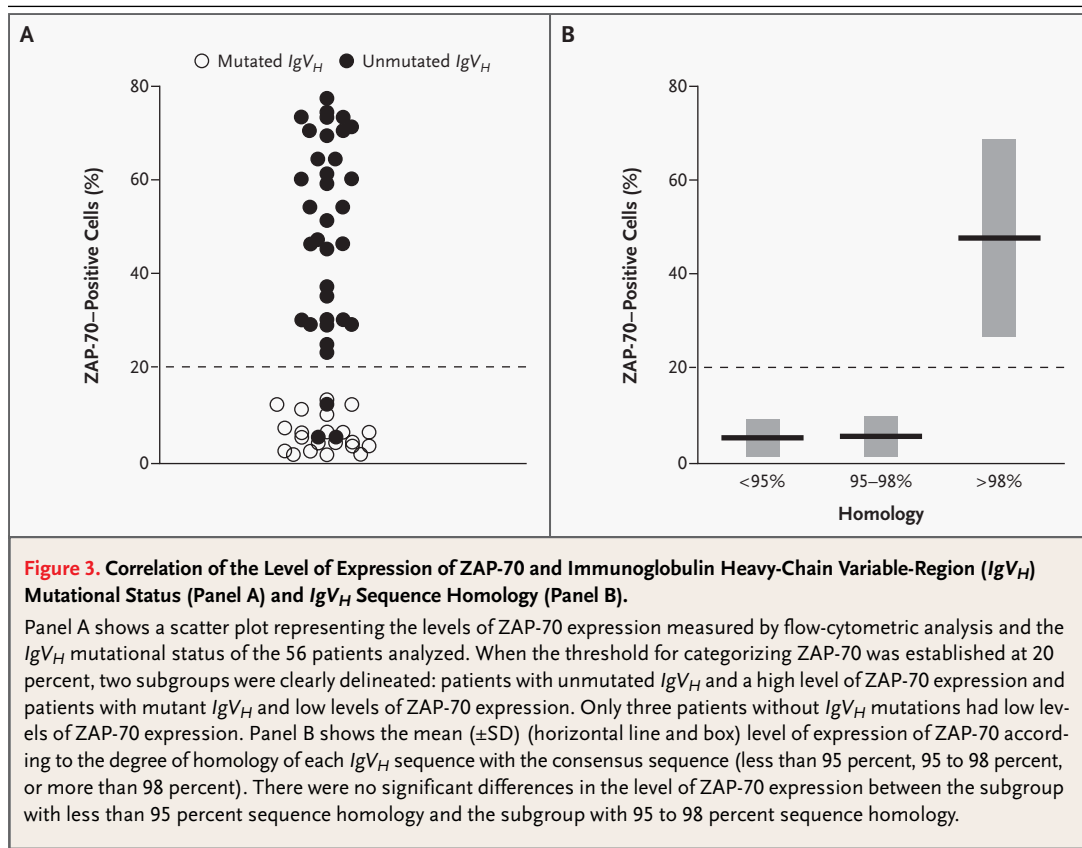 A
Mutated IgVH Unmutated IgVH
ZAP-70–Positive Cells (%)
80
60
40
20
0
B
ZAP-70–Positive Cells (%)
80
60
40
20
0
<95% 95–98% >98%
Homology
Figure 3. Correlation of the Level of Expression of ZAP-70 and Immunoglobulin Heavy-Chain Variable-Region (IgVH)
Mutational Status (Panel A) and IgVH Sequence Homology (Panel B).
Panel A shows a scatter plot representing the levels of ZAP-70 expression measured by flow-cytometric analysis and the
IgVH mutational status of the 56 patients analyzed. When the threshold for categorizing ZAP-70 was established at 20
percent, two subgroups were clearly delineated: patients with unmutated IgVH and a high level of ZAP-70 expression and
patients with mutant IgVH and low levels of ZAP-70 expression. Only three patients without IgVH mutations had low lev-
els of ZAP-70 expression. Panel B shows the mean (±SD) (horizontal line and box) level of expression of ZAP-70 accord-
ing to the degree of homology of each IgVH sequence with the consensus sequence (less than 95 percent, 95 to 98 percent,
or more than 98 percent). There were no significant differences in the level of ZAP-70 expression between the subgroup
with less than 95 percent sequence homology and the subgroup with 95 to 98 percent sequence homology.